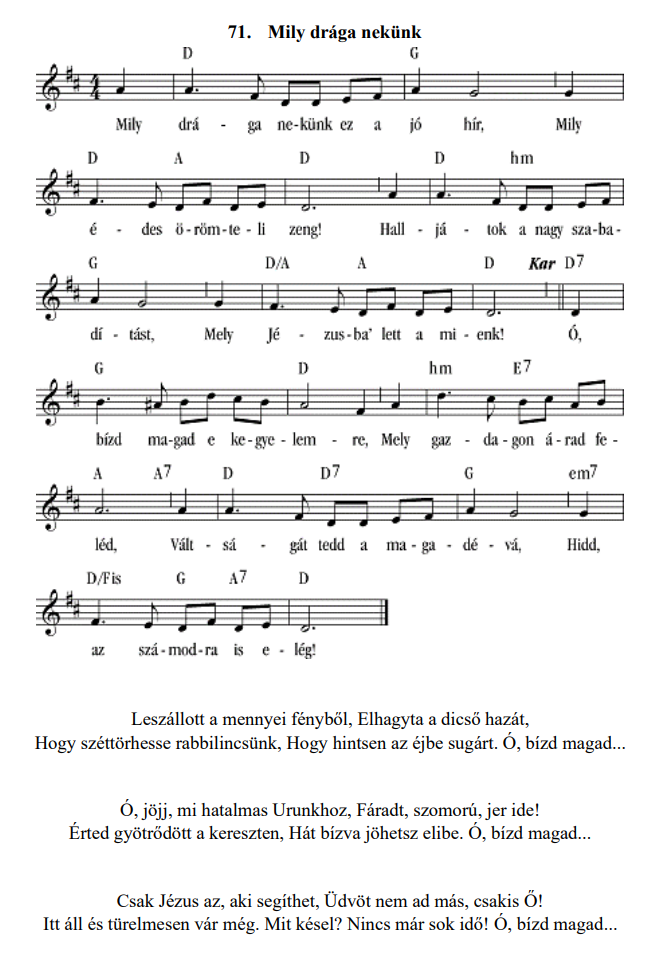 71. Mily drága nekünk
D G
Mily drá - ga ne-künk ez a jó hír, Mily
D A D D hm
é - des ö-röm-te-li zeng! Hall-já-tok a nagy sza-ba-
G D/A A D Kar D7
dí-tást, Mely Jé - zus-ba’ lett a mi-enk! Ó,
G D hm E7
bízd ma-gad e ke-gye-lem-re, Mely gaz-da-gon á-rad fe-
A A7 D D7 G em7
léd, Vált-sá-gát tedd a ma-ga-dé-vá, Hidd,
D/Fis G A7 D
az szá-mod-ra is e-lég!
Leszállott a mennyei fényből, Elhagyta a dicső hazát,
Hogy széttörhesse rabbilincsünk, Hogy hintsen az éjbe sugárt. Ó, bízd magad...
Ó, jöjj, mi hatalmas Urunkhoz, Fáradt, szomorú, jer ide!
Érted gyötrődött a kereszten, Hát bízva jöhetsz elibe. Ó, bízd magad...
Csak Jézus az, aki segíthet, Üdvöt nem ad más, csakis Ő!
Itt áll és türelmesen vár még. Mit késel? Nincs már sok idő! Ó, bízd magad...